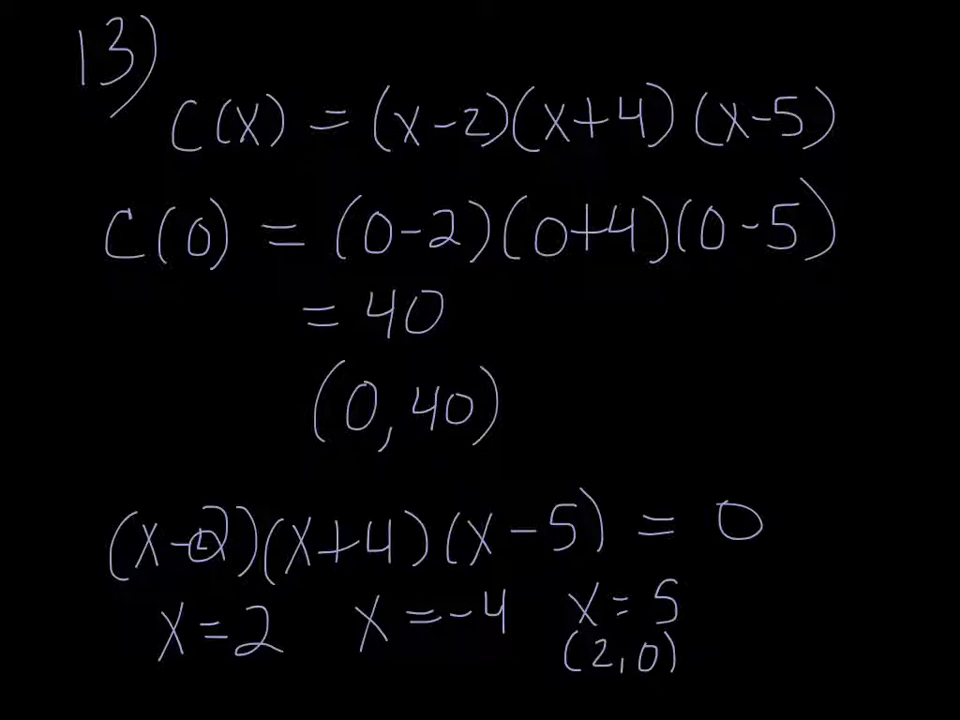 13)
C(x) = (x-2)(x+4)(x-5)
C(0) = (0-2)(0+4)(0-5)
= 40
(0,40)
(x-2)(x+4)(x-5) = 0
x=2 x=-4 x=5
(2,0)